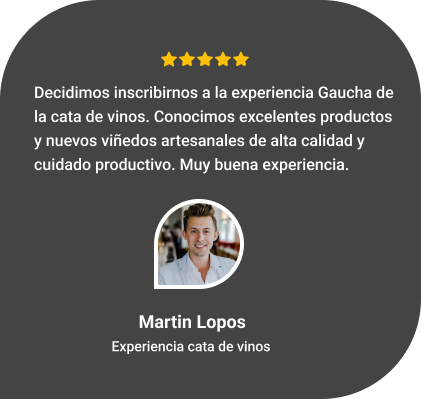 Decidimos inscribirnos a la experiencia Gaucha de
la cata de vinos. Conocimos excelentes productos
y nuevos viñedos artesanales de alta calidad y
cuidado productivo. Muy buena experiencia.
Martin Lopos
Experiencia cata de vinos